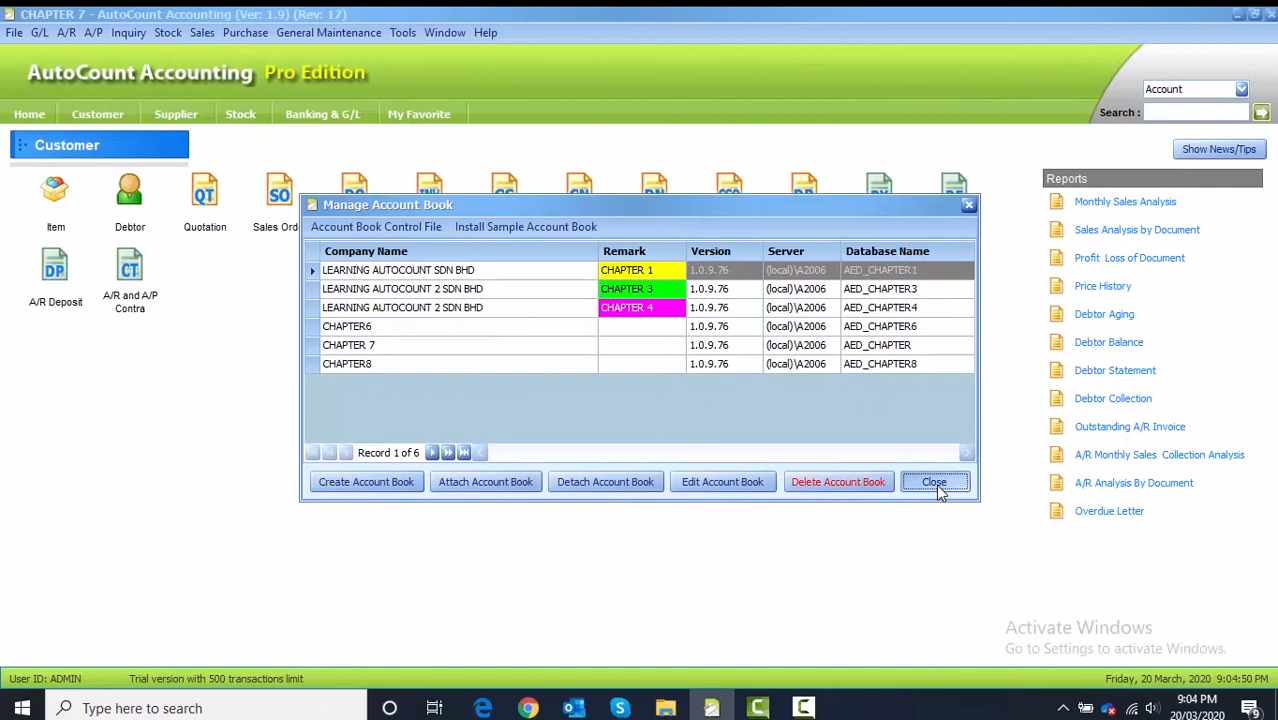 CHAPTER 7 - AutoCount Accounting (Ver: 1.9) (Rev: 17)
File G/L A/R A/P Inquiry Stock Sales Purchase General Maintenance Tools Window Help
AutoCount Accounting Pro Edition
Account
Search :
Home Customer Supplier Stock Banking & G/L My Favorite
Customer
Show News/Tips
QT SO
Item Debtor Quotation Sales Ord
DP CT
A/R Deposit A/R and A/P
Contra
Manage Account Book
Account Book Control File Install Sample Account Book
Company Name Remark Version Server Database Name
LEARNING AUTOCOUNT SDN BHD CHAPTER 1 1.0.9.76 (local)\A2006 AED_CHAPTER1
LEARNING AUTOCOUNT 2 SDN BHD CHAPTER 3 1.0.9.76 (local)\A2006 AED_CHAPTER3
LEARNING AUTOCOUNT 2 SDN BHD CHAPTER 4 1.0.9.76 (local)\A2006 AED_CHAPTER4
CHAPTER6 1.0.9.76 (local)\A2006 AED_CHAPTER6
CHAPTER 7 1.0.9.76 (local)\A2006 AED_CHAPTER
CHAPTER8 1.0.9.76 (local)\A2006 AED_CHAPTER8
Record 1 of 6
Create Account Book Attach Account Book Detach Account Book Edit Account Book Delete Account Book Close
Reports
Monthly Sales Analysis
Sales Analysis by Document
Profit Loss of Document
Price History
Debtor Aging
Debtor Balance
Debtor Statement
Debtor Collection
Outstanding A/R Invoice
A/R Monthly Sales Collection Analysis
A/R Analysis By Document
Overdue Letter
Activate Windows
Go to Settings to activate Windows.
User ID: ADMIN Trial version with 500 transactions limit Friday, 20 March, 2020 9:04:50 PM
Type here to search
9:04 PM
20/03/2020
9